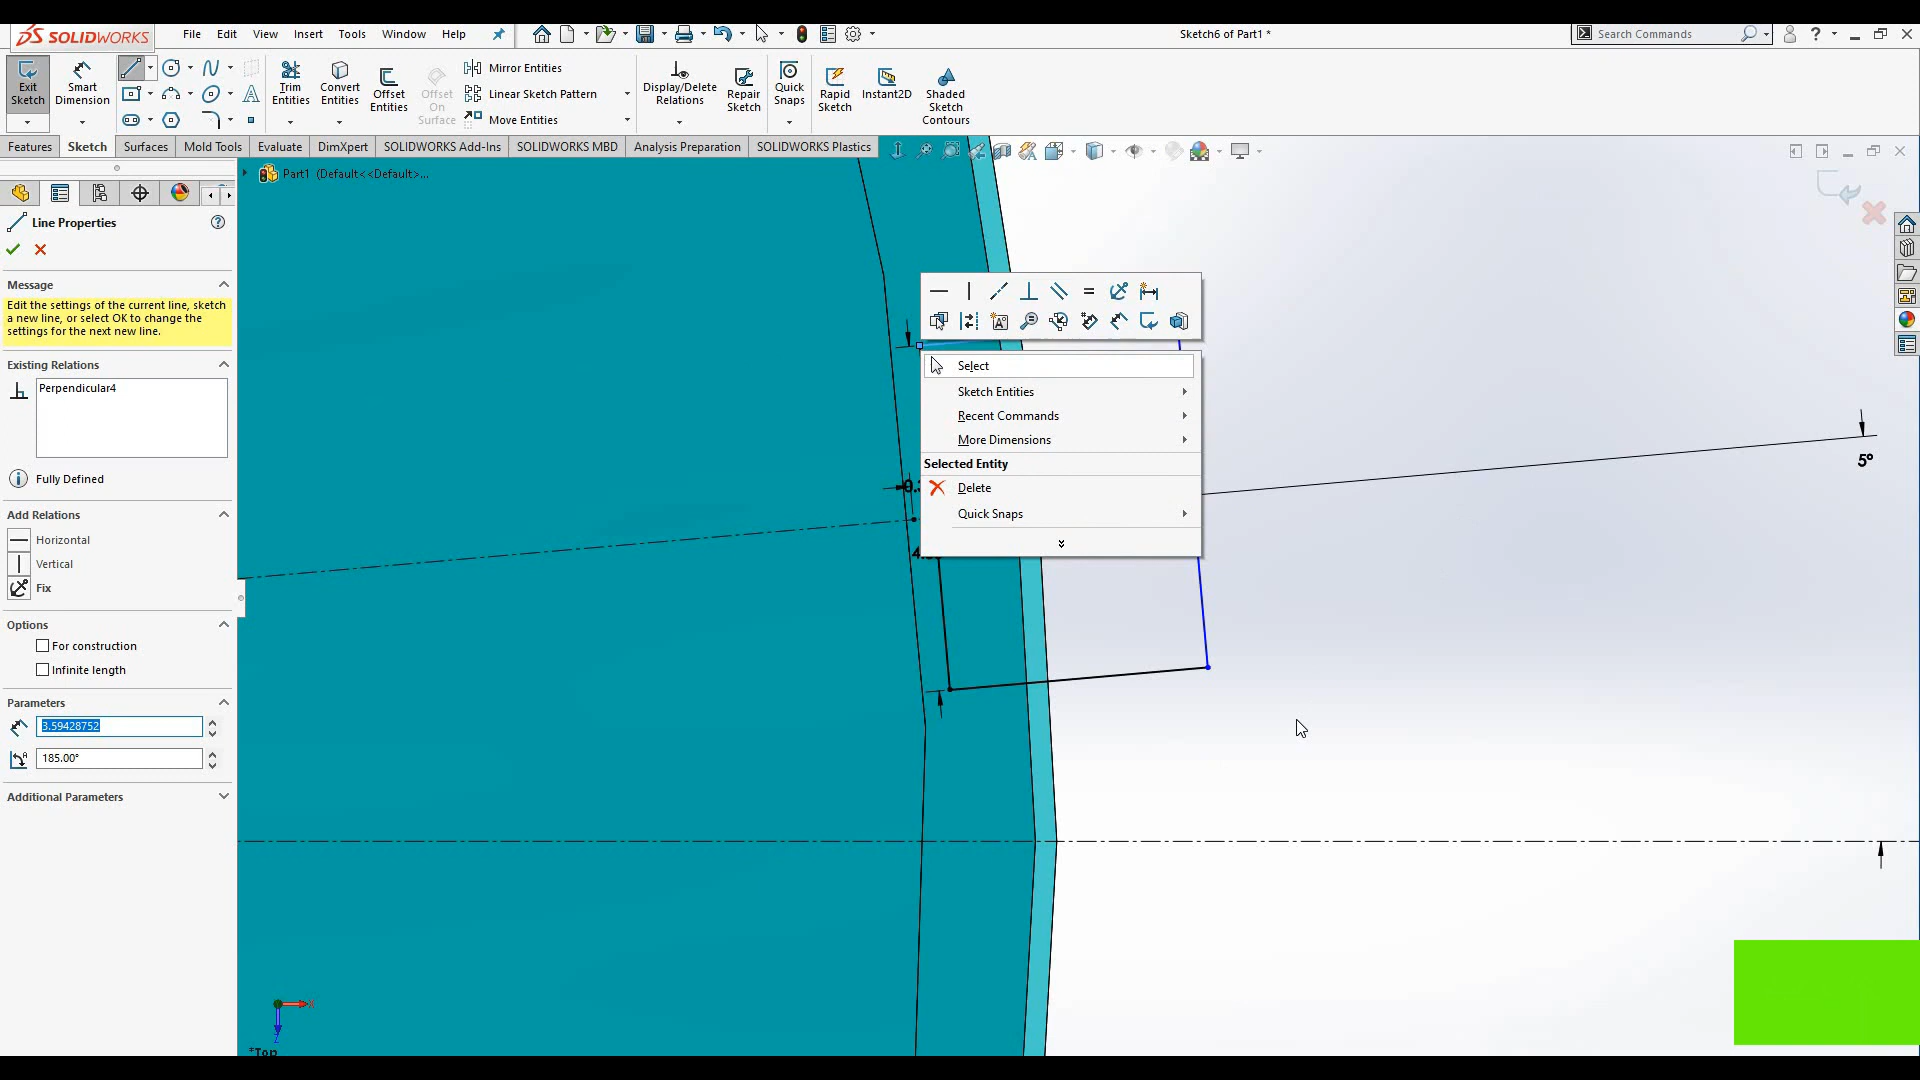 SOLIDWORKS
File Edit View Insert Tools Window Help
Sketch6 of Part1 *
Search Commands
Exit Sketch
Smart Dimension
Trim Entities
Convert Entities
Offset Entities
Offset On Surface
Mirror Entities
Linear Sketch Pattern
Move Entities
Display/Delete Relations
Repair Sketch
Quick Snaps
Rapid Sketch
Instant2D
Shaded Sketch Contours
Features Sketch Surfaces Mold Tools Evaluate DimXpert SOLIDWORKS Add-Ins SOLIDWORKS MBD Analysis Preparation SOLIDWORKS Plastics
Part1 (Default<<Default>...
Line Properties
Message
Edit the settings of the current line, sketch
a new line, or select OK to change the
settings for the next new line.
Existing Relations
Perpendicular4
Fully Defined
Add Relations
Horizontal
Vertical
Fix
Options
For construction
Infinite length
Parameters
3.59428752
185.00°
Additional Parameters
Select
Sketch Entities
Recent Commands
More Dimensions
Selected Entity
Delete
Quick Snaps
5°
X
Z
*Top